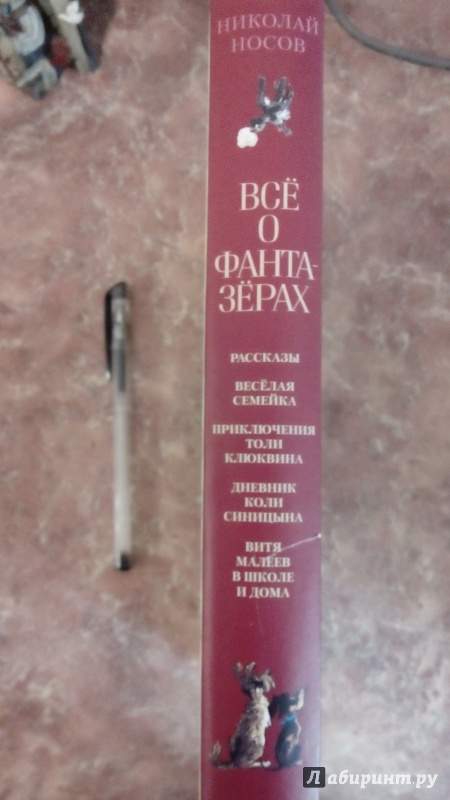 НИКОЛАЙ
НОСОВ
ВСЁ
О
ФАНТА-
ЗЁРАХ
РАССКАЗЫ
ВЕСЁЛАЯ
СЕМЕЙКА
ПРИКЛЮЧЕНИЯ
ТОЛИ
КЛЮКВИНА
ДНЕВНИК
КОЛИ
СИНИЦЫНА
ВИТЯ
МАЛЕЕВ
В ШКОЛЕ
И ДОМА
Лабиринт.ру